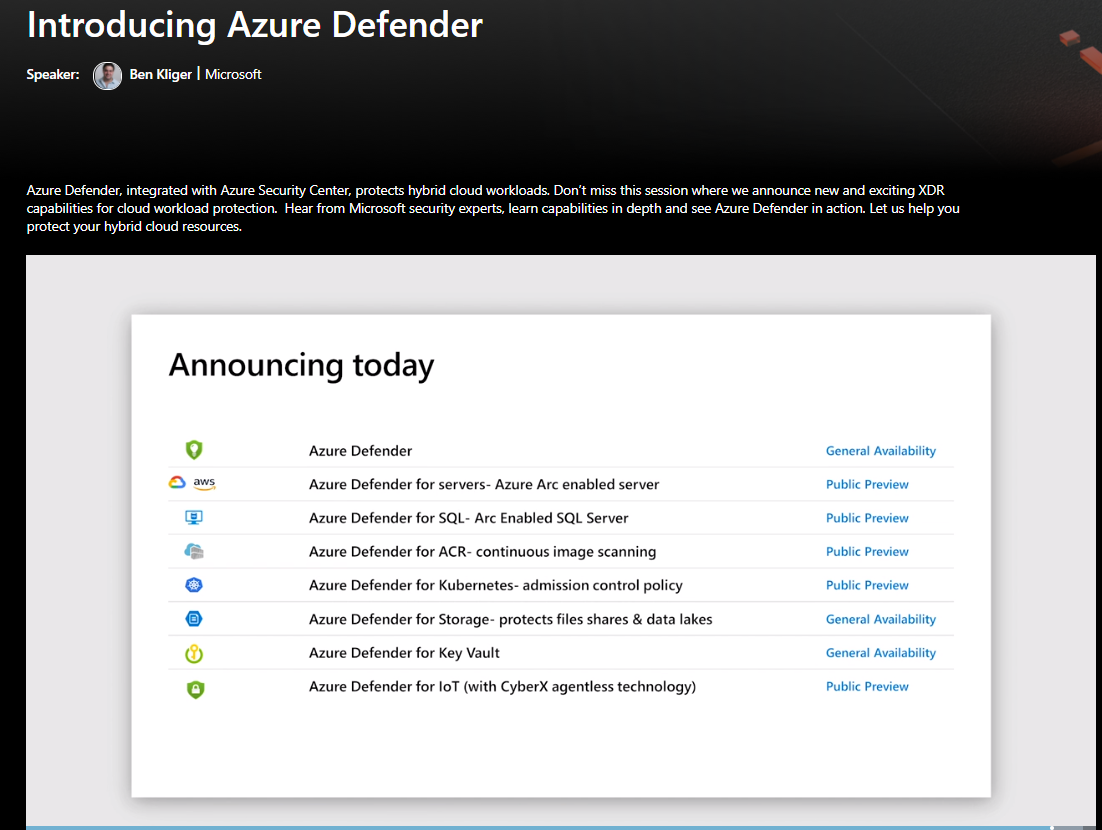 Introducing Azure Defender
Speaker: Ben Kliger | Microsoft
Azure Defender, integrated with Azure Security Center, protects hybrid cloud workloads. Don’t miss this session where we announce new and exciting XDR
capabilities for cloud workload protection.  Hear from Microsoft security experts, learn capabilities in depth and see Azure Defender in action. Let us help you
protect your hybrid cloud resources.
Announcing today
Azure Defender General Availability
aws Azure Defender for servers- Azure Arc enabled server Public Preview
Azure Defender for SQL- Arc Enabled SQL Server Public Preview
Azure Defender for ACR- continuous image scanning Public Preview
Azure Defender for Kubernetes- admission control policy Public Preview
Azure Defender for Storage- protects files shares & data lakes General Availability
Azure Defender for Key Vault General Availability
Azure Defender for IoT (with CyberX agentless technology) Public Preview